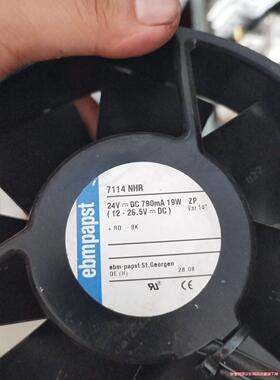 ebmpapst
7114 NHR
24V ⎓ DC 790mA 19W ZP
(12-26.5V ⎓ DC) Var.147
+ RD - BK
ebm-papst St.Georgen
DE (H) 28.08